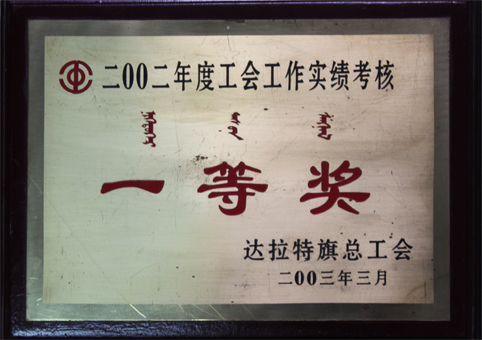 二00二年度工会工作实绩考核
一等奖
达拉特旗总工会
二00三年三月